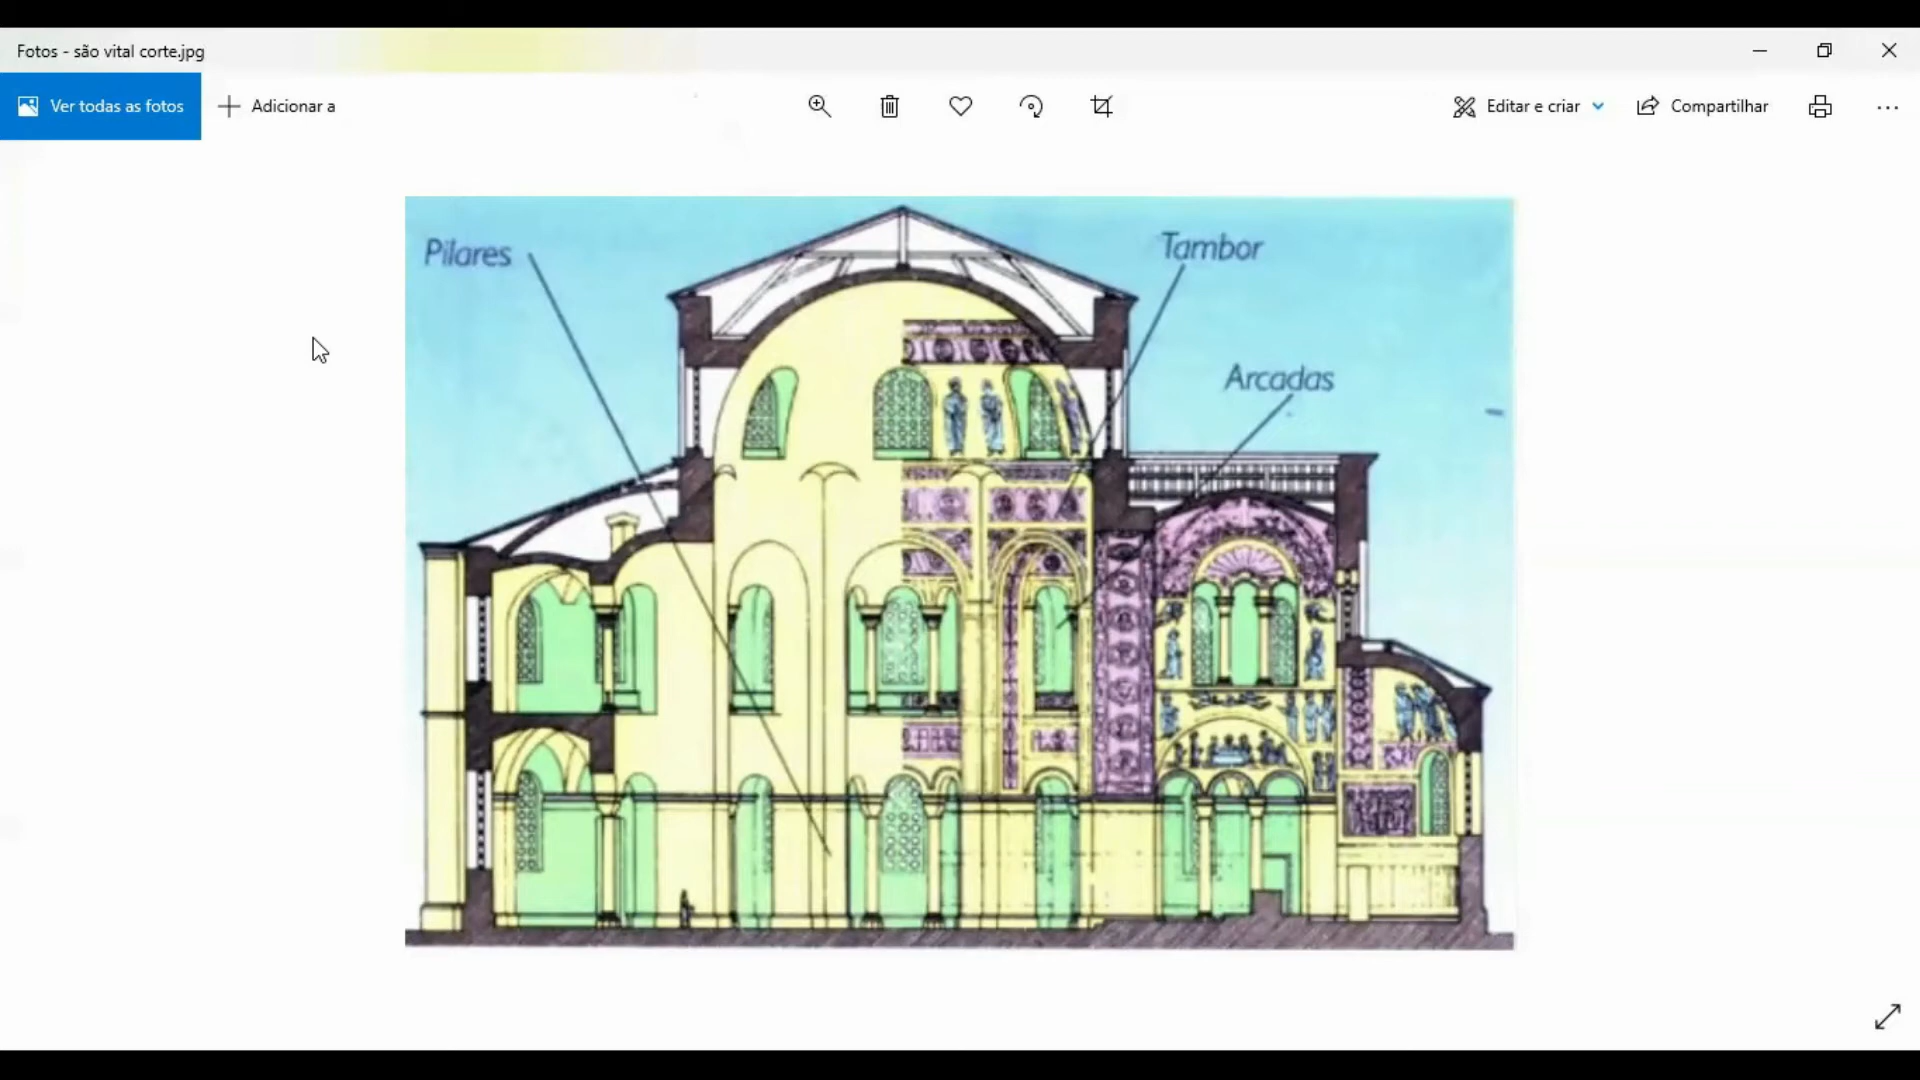 Fotos - são vital corte.jpg
Ver todas as fotos
Adicionar a
Editar e criar
Compartilhar
Pilares
Tambor
Arcadas